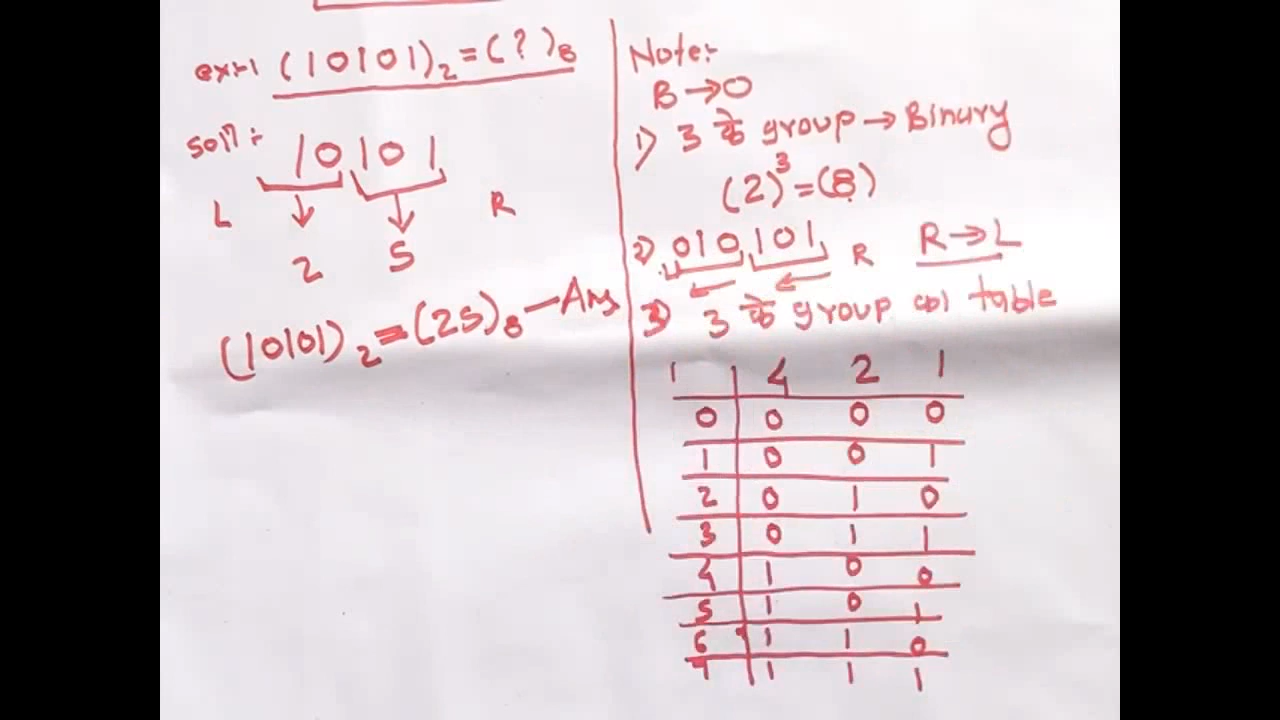 ex:-1 (10101)₂ = (?)₈
Solⁿ:-
10 101
L R
2 5
(10101)₂ = (25)₈ — Ans
Note:-
B → O
1) 3 के group → Binary
(2)³ = (8)
2) 010 101 R R → L
3) 3 के group का table
1 4 2 1
0 0 0 0
1 0 0 1
2 0 1 0
3 0 1 1
4 1 0 0
5 1 0 1
6 1 1 0
7 1 1 1